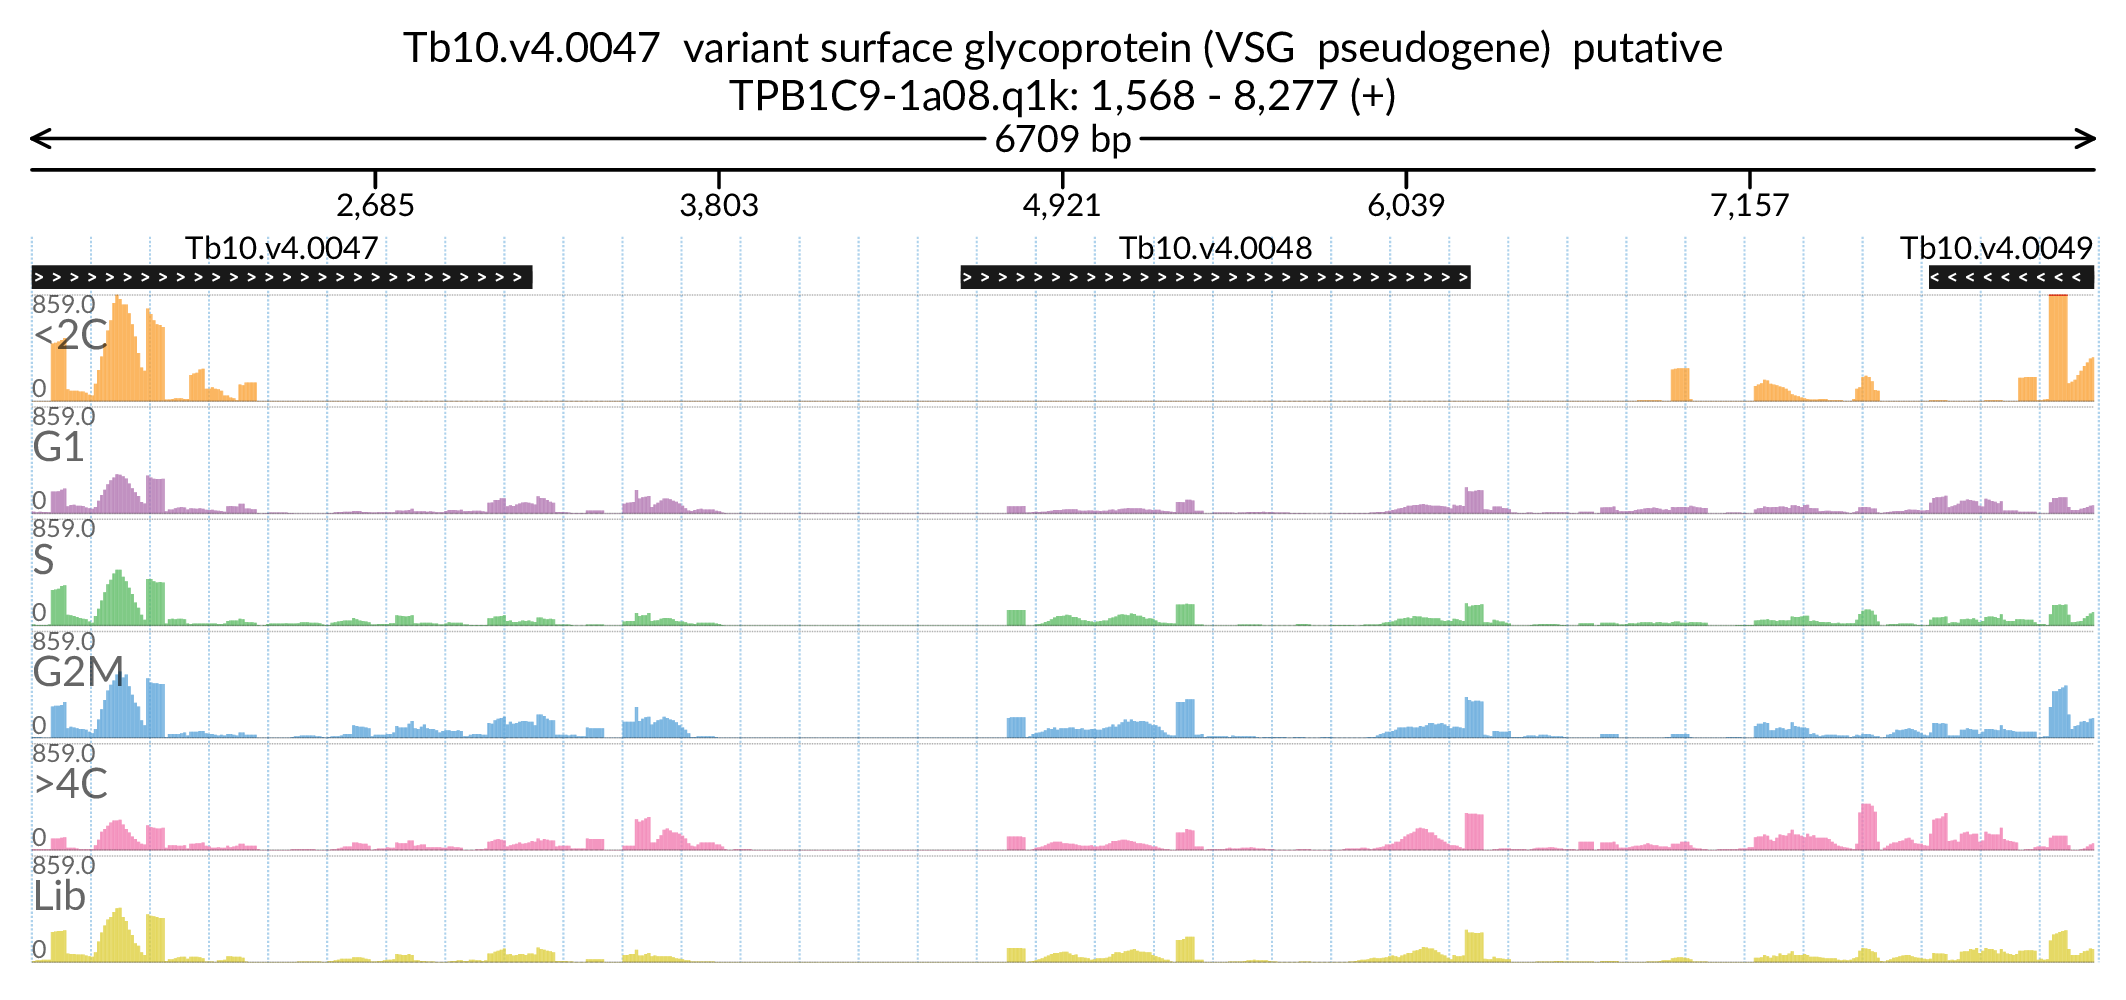 Tb10.v4.0047 variant surface glycoprotein (VSG pseudogene) putative
TPB1C9-1a08.q1k: 1,568 - 8,277 (+)
6709 bp
2,685 3,803 4,921 6,039 7,157
Tb10.v4.0047 Tb10.v4.0048 Tb10.v4.0049
859.0
<2C
0
859.0
G1
0
859.0
S
0
859.0
G2M
0
859.0
>4C
0
859.0
Lib
0